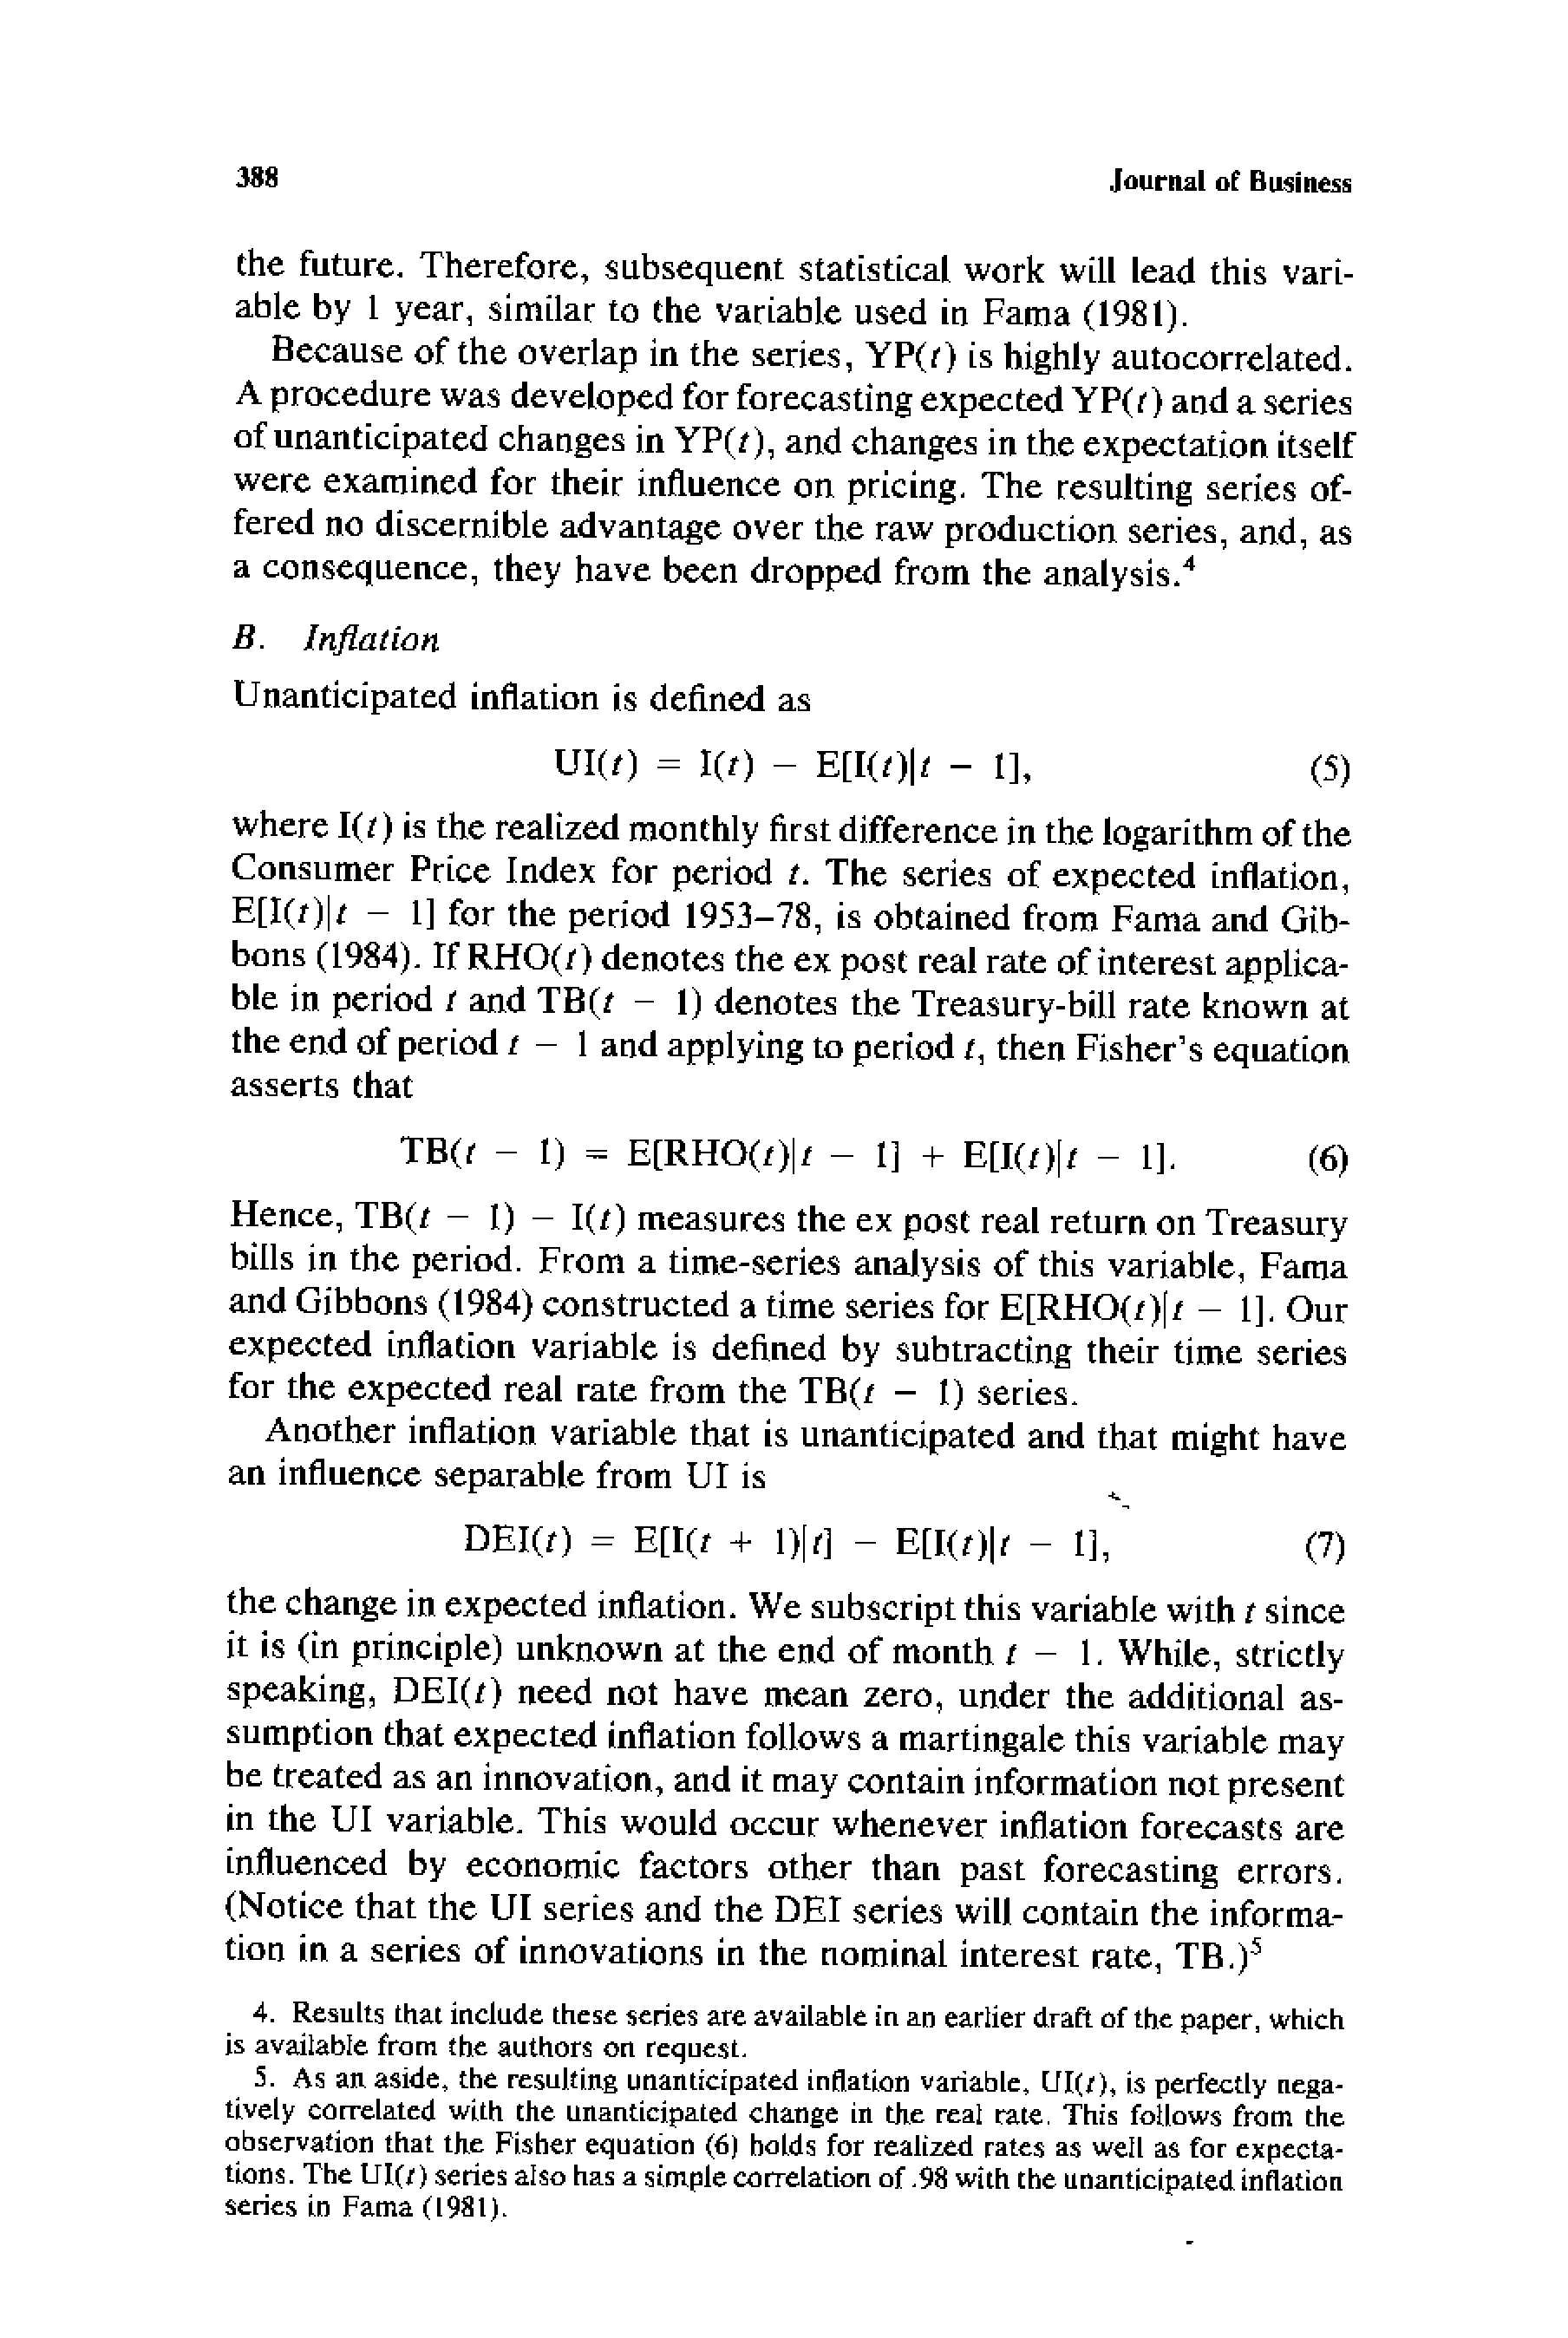 388 Journal of Business
the future. Therefore, subsequent statistical work will lead this vari-
able by 1 year, similar to the variable used in Fama (1981).
Because of the overlap in the series, YP(t) is highly autocorrelated.
A procedure was developed for forecasting expected YP(t) and a series
of unanticipated changes in YP(t), and changes in the expectation itself
were examined for their influence on pricing. The resulting series of-
fered no discernible advantage over the raw production series, and, as
a consequence, they have been dropped from the analysis.⁴
B. Inflation
Unanticipated inflation is defined as
UI(t) = I(t) − E[I(t)|t − 1], (5)
where I(t) is the realized monthly first difference in the logarithm of the
Consumer Price Index for period t. The series of expected inflation,
E[I(t)|t − 1] for the period 1953–78, is obtained from Fama and Gib-
bons (1984). If RHO(t) denotes the ex post real rate of interest applica-
ble in period t and TB(t − 1) denotes the Treasury-bill rate known at
the end of period t − 1 and applying to period t, then Fisher's equation
asserts that
TB(t − 1) = E[RHO(t)|t − 1] + E[I(t)|t − 1]. (6)
Hence, TB(t − 1) − I(t) measures the ex post real return on Treasury
bills in the period. From a time-series analysis of this variable, Fama
and Gibbons (1984) constructed a time series for E[RHO(t)|t − 1]. Our
expected inflation variable is defined by subtracting their time series
for the expected real rate from the TB(t − 1) series.
Another inflation variable that is unanticipated and that might have
an influence separable from UI is
DEI(t) = E[I(t + 1)|t] − E[I(t)|t − 1], (7)
the change in expected inflation. We subscript this variable with t since
it is (in principle) unknown at the end of month t − 1. While, strictly
speaking, DEI(t) need not have mean zero, under the additional as-
sumption that expected inflation follows a martingale this variable may
be treated as an innovation, and it may contain information not present
in the UI variable. This would occur whenever inflation forecasts are
influenced by economic factors other than past forecasting errors.
(Notice that the UI series and the DEI series will contain the informa-
tion in a series of innovations in the nominal interest rate, TB.)⁵
4. Results that include these series are available in an earlier draft of the paper, which
is available from the authors on request.
5. As an aside, the resulting unanticipated inflation variable, UI(t), is perfectly nega-
tively correlated with the unanticipated change in the real rate. This follows from the
observation that the Fisher equation (6) holds for realized rates as well as for expecta-
tions. The UI(t) series also has a simple correlation of .98 with the unanticipated inflation
series in Fama (1981).